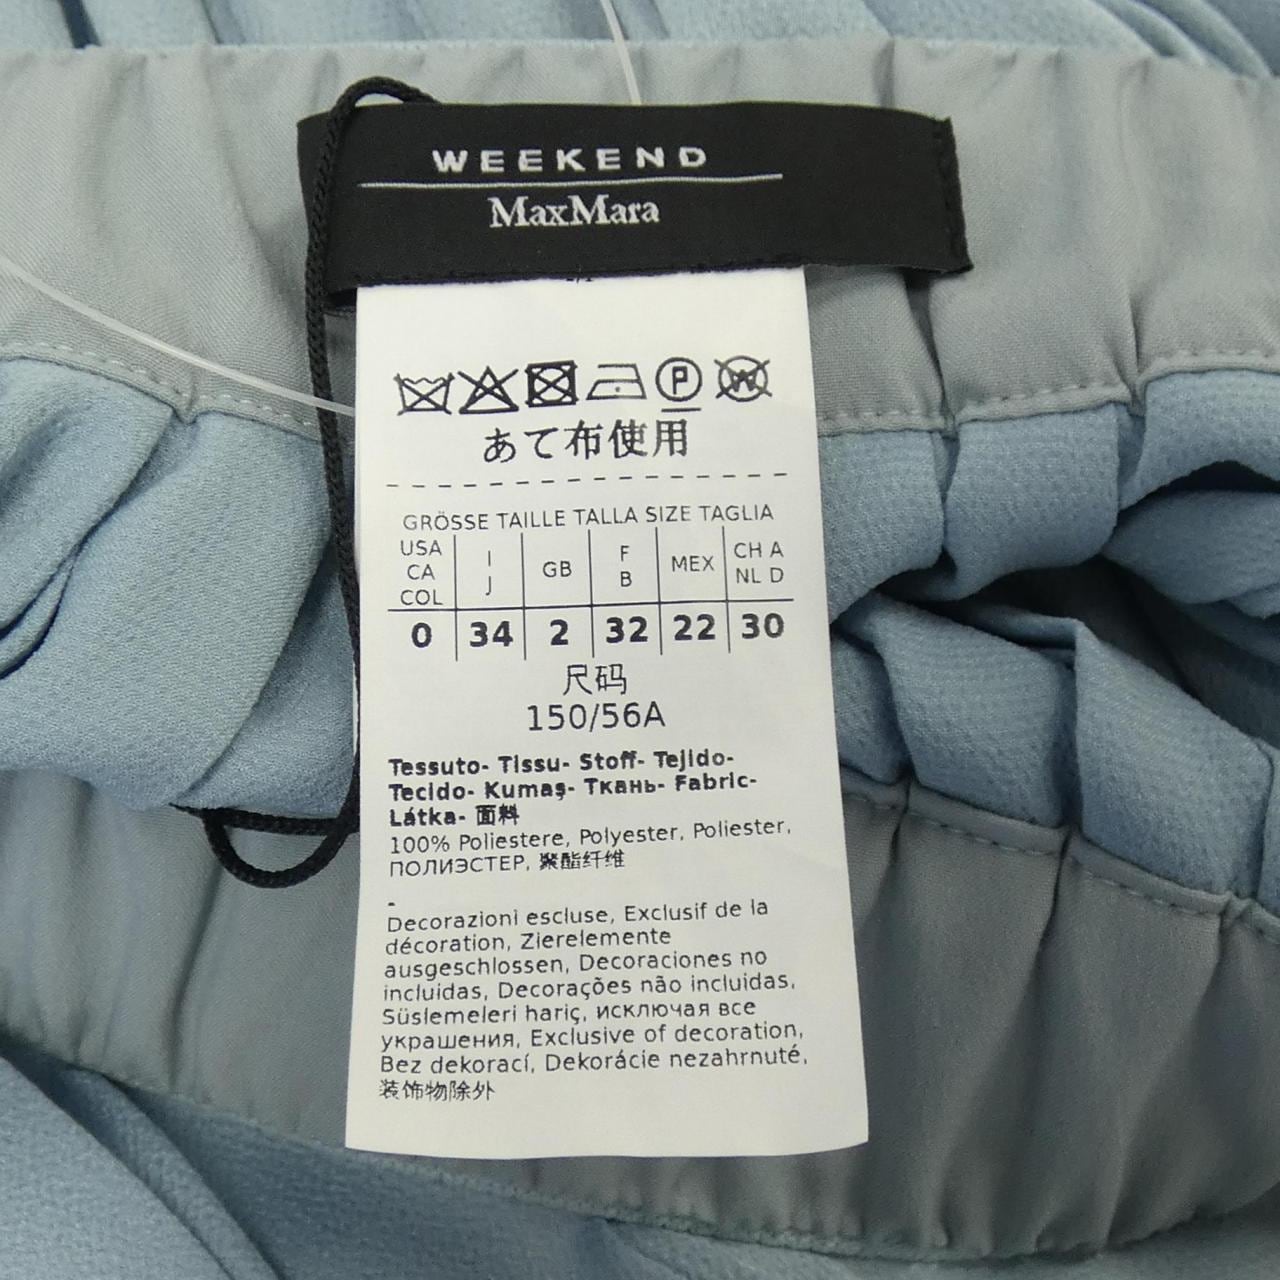 WEEKEND
MaxMara
P W
あて布使用
GRÖSSE TAILLE TALLA SIZE TAGLIA
USA CA COL | I J | GB | F B | MEX | CH A NL D
0 | 34 | 2 | 32 | 22 | 30
尺码
150/56A
Tessuto- Tissu- Stoff- Tejido-
Tecido- Kumaş- Ткань- Fabric-
Látka- 面料
100% Poliestere, Polyester, Poliester,
ПОЛИЭСТЕР, 聚酯纤维
-
Decorazioni escluse, Exclusif de la
décoration, Zierelemente
ausgeschlossen, Decoraciones no
incluidas, Decorações não incluidas,
Süslemeleri hariç, исключая все
украшения, Exclusive of decoration,
Bez dekorací, Dekorácie nezahrnuté,
装饰物除外